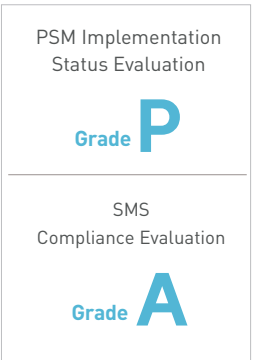 PSM Implementation
Status Evaluation
Grade P
SMS
Compliance Evaluation
Grade A